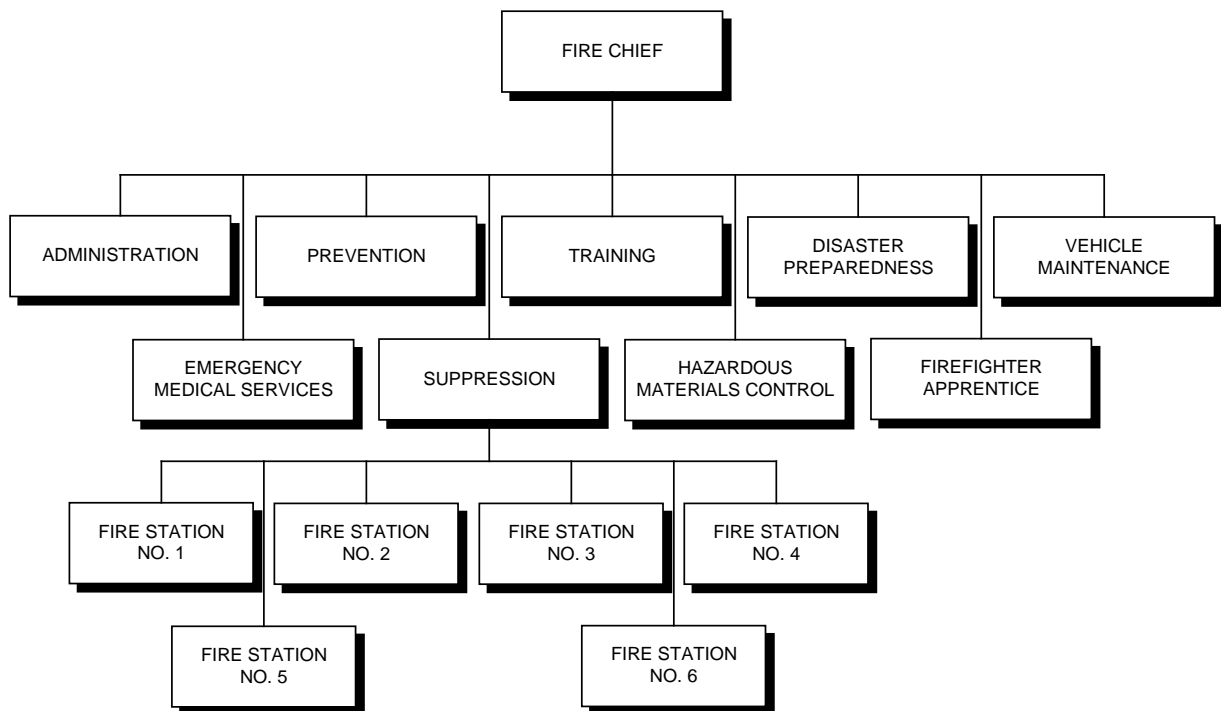 FIRE CHIEF
ADMINISTRATION
PREVENTION
TRAINING
DISASTER
PREPAREDNESS
VEHICLE
MAINTENANCE
EMERGENCY
MEDICAL SERVICES
SUPPRESSION
HAZARDOUS
MATERIALS CONTROL
FIREFIGHTER
APPRENTICE
FIRE STATION
NO. 1
FIRE STATION
NO. 2
FIRE STATION
NO. 3
FIRE STATION
NO. 4
FIRE STATION
NO. 5
FIRE STATION
NO. 6